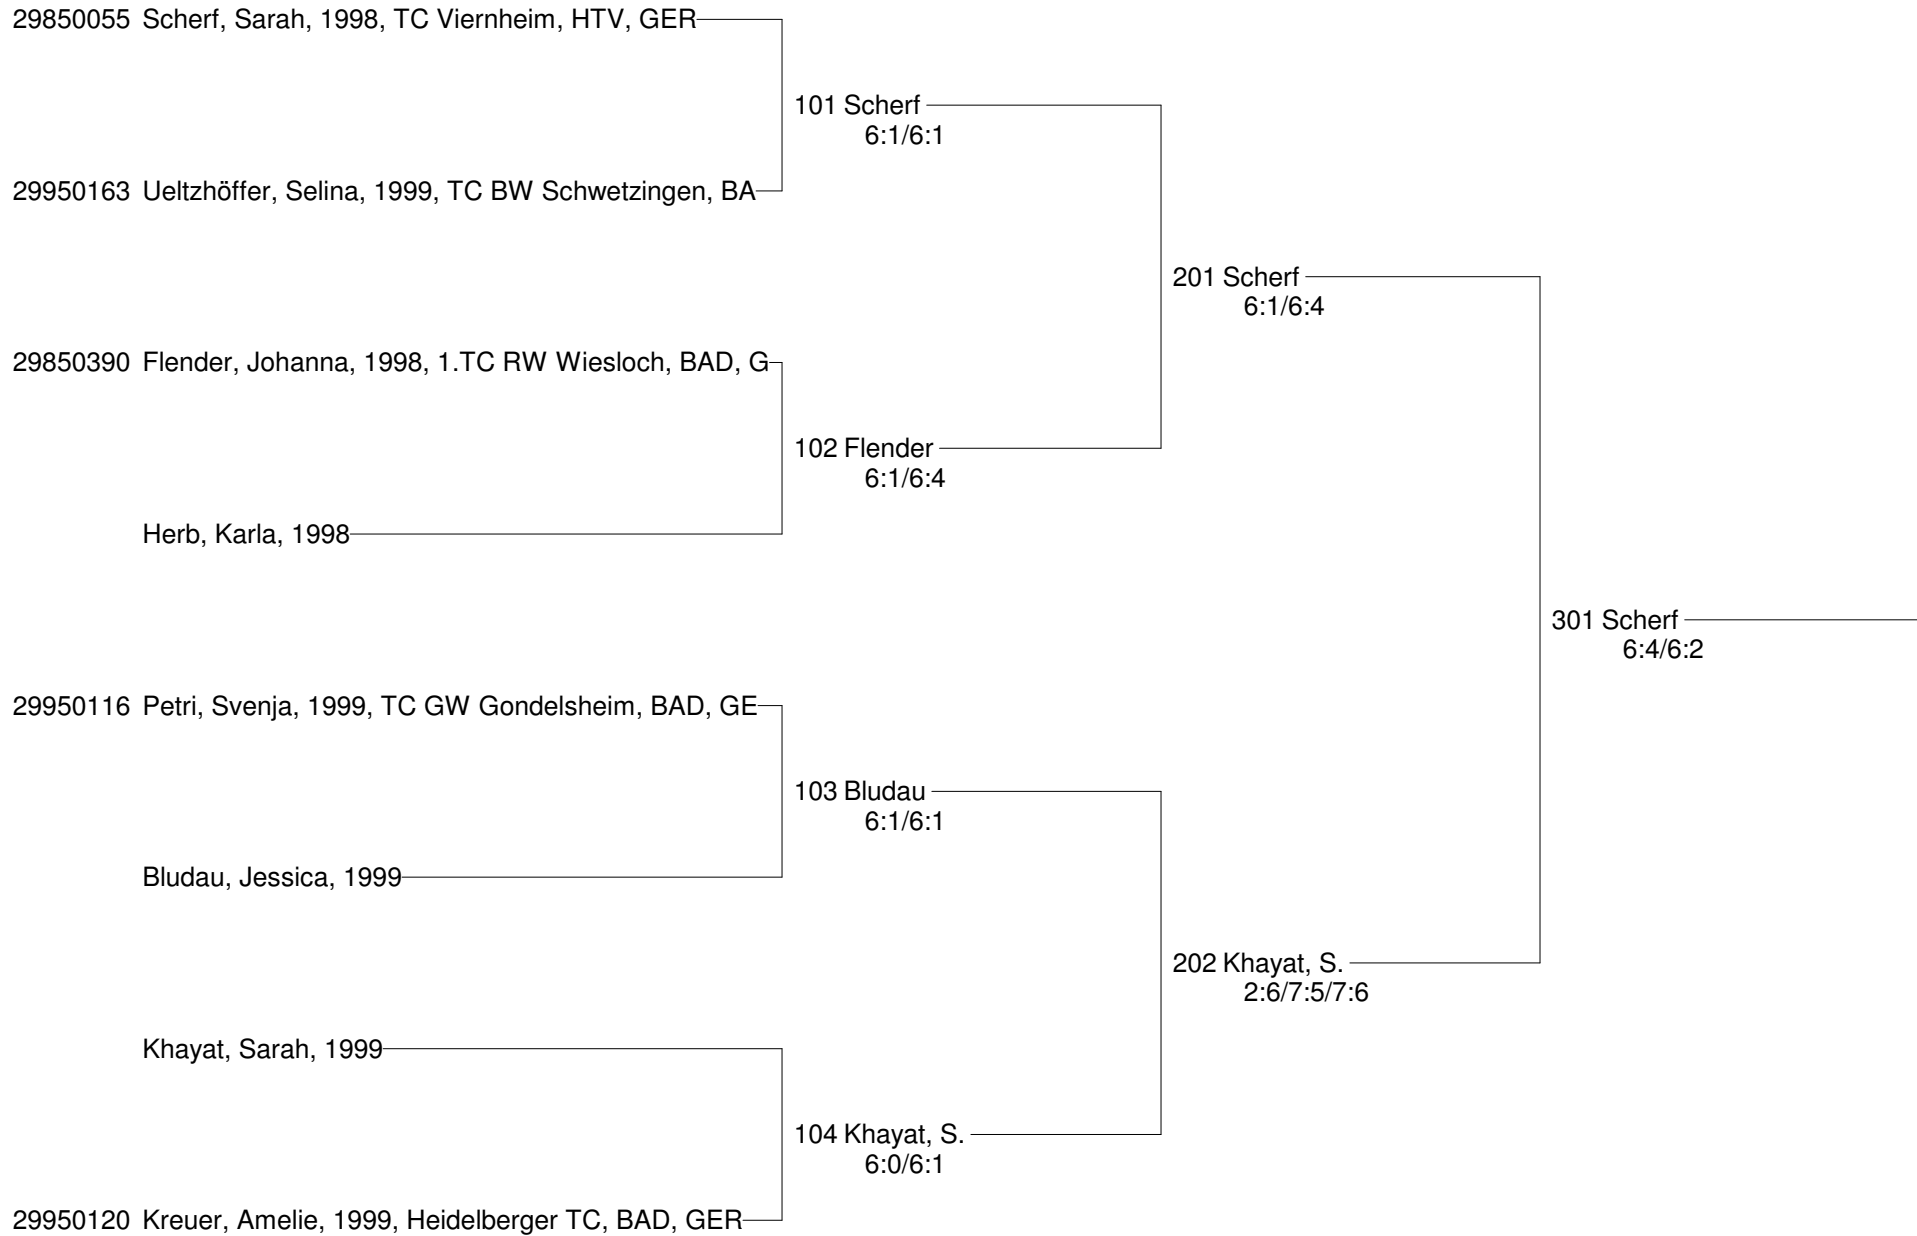 29850055 Scherf, Sarah, 1998, TC Viernheim, HTV, GER
101 Scherf
6:1/6:1
29950163 Ueltzhöffer, Selina, 1999, TC BW Schwetzingen, BA
201 Scherf
6:1/6:4
29850390 Flender, Johanna, 1998, 1.TC RW Wiesloch, BAD, G
102 Flender
6:1/6:4
Herb, Karla, 1998
301 Scherf
6:4/6:2
29950116 Petri, Svenja, 1999, TC GW Gondelsheim, BAD, GE
103 Bludau
6:1/6:1
Bludau, Jessica, 1999
202 Khayat, S.
2:6/7:5/7:6
Khayat, Sarah, 1999
104 Khayat, S.
6:0/6:1
29950120 Kreuer, Amelie, 1999, Heidelberger TC, BAD, GER